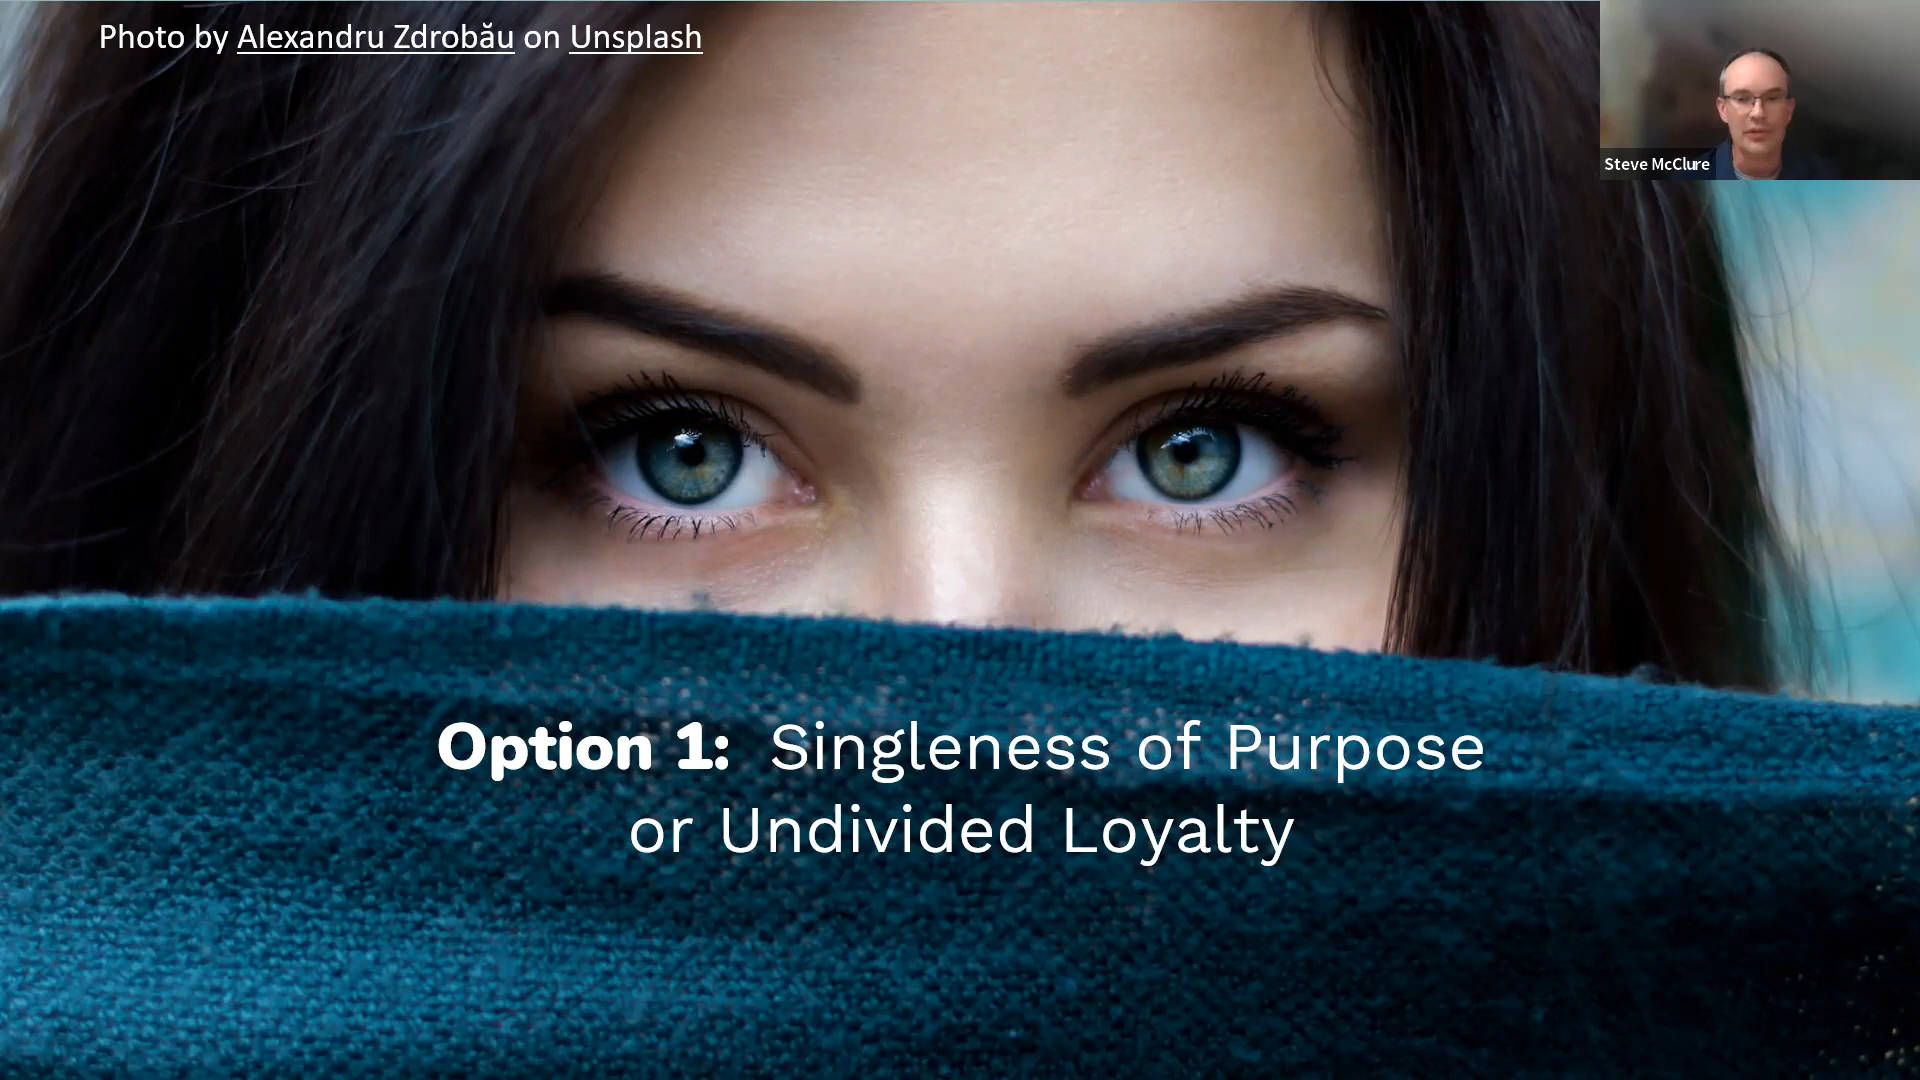 Photo by Alexandru Zdrobău on Unsplash
Steve McClure
Option 1: Singleness of Purpose
or Undivided Loyalty